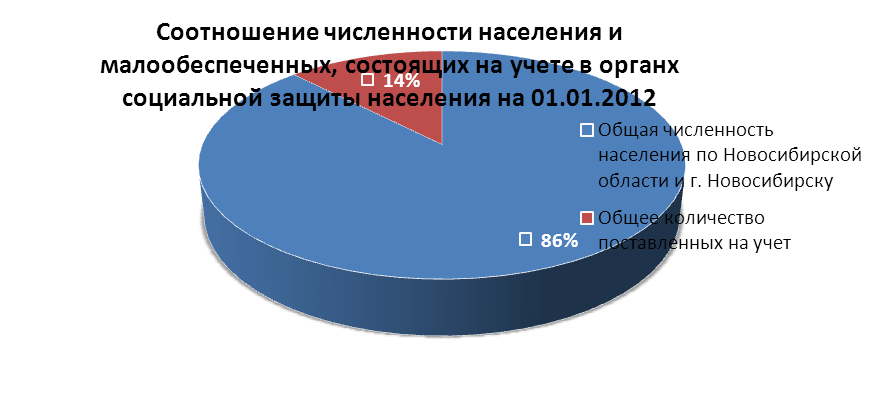 Соотношение численности населения и
малообеспеченных, состоящих на учете в органх
социальной защиты населения на 01.01.2012
14%
Общая численность
населения по Новосибирской
области и г. Новосибирску
Общее количество
поставленных на учет
86%